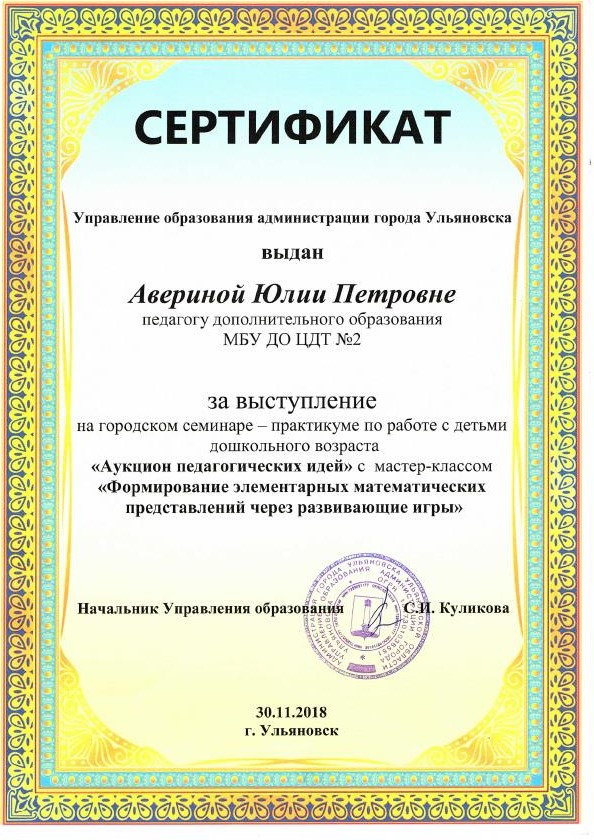 СЕРТИФИКАТ
Управление образования администрации города Ульяновска
выдан
Авериной Юлии Петровне
педагогу дополнительного образования
МБУ ДО ЦДТ №2
за выступление
на городском семинаре – практикуме по работе с детьми
дошкольного возраста
«Аукцион педагогических идей» с мастер-классом
«Формирование элементарных математических
представлений через развивающие игры»
Начальник Управления образования С.И. Куликова
30.11.2018
г. Ульяновск